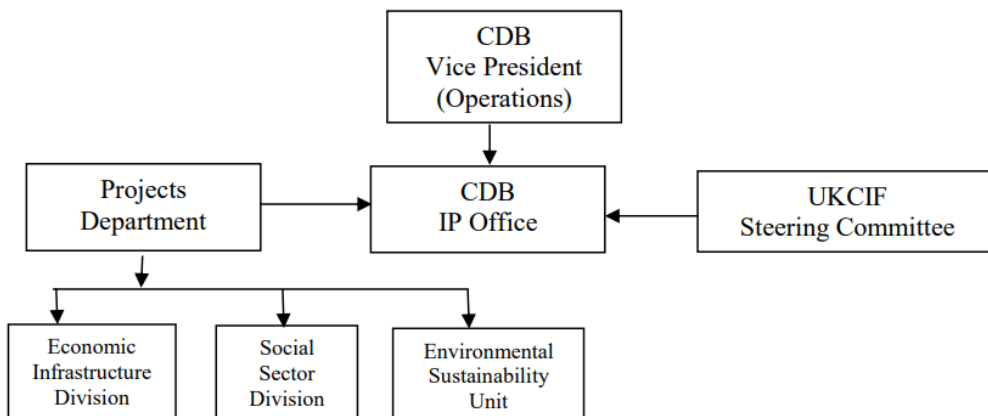 CDB
Vice President
(Operations)
Projects
Department
CDB
IP Office
UKCIF
Steering Committee
Economic
Infrastructure
Division
Social
Sector
Division
Environmental
Sustainability
Unit